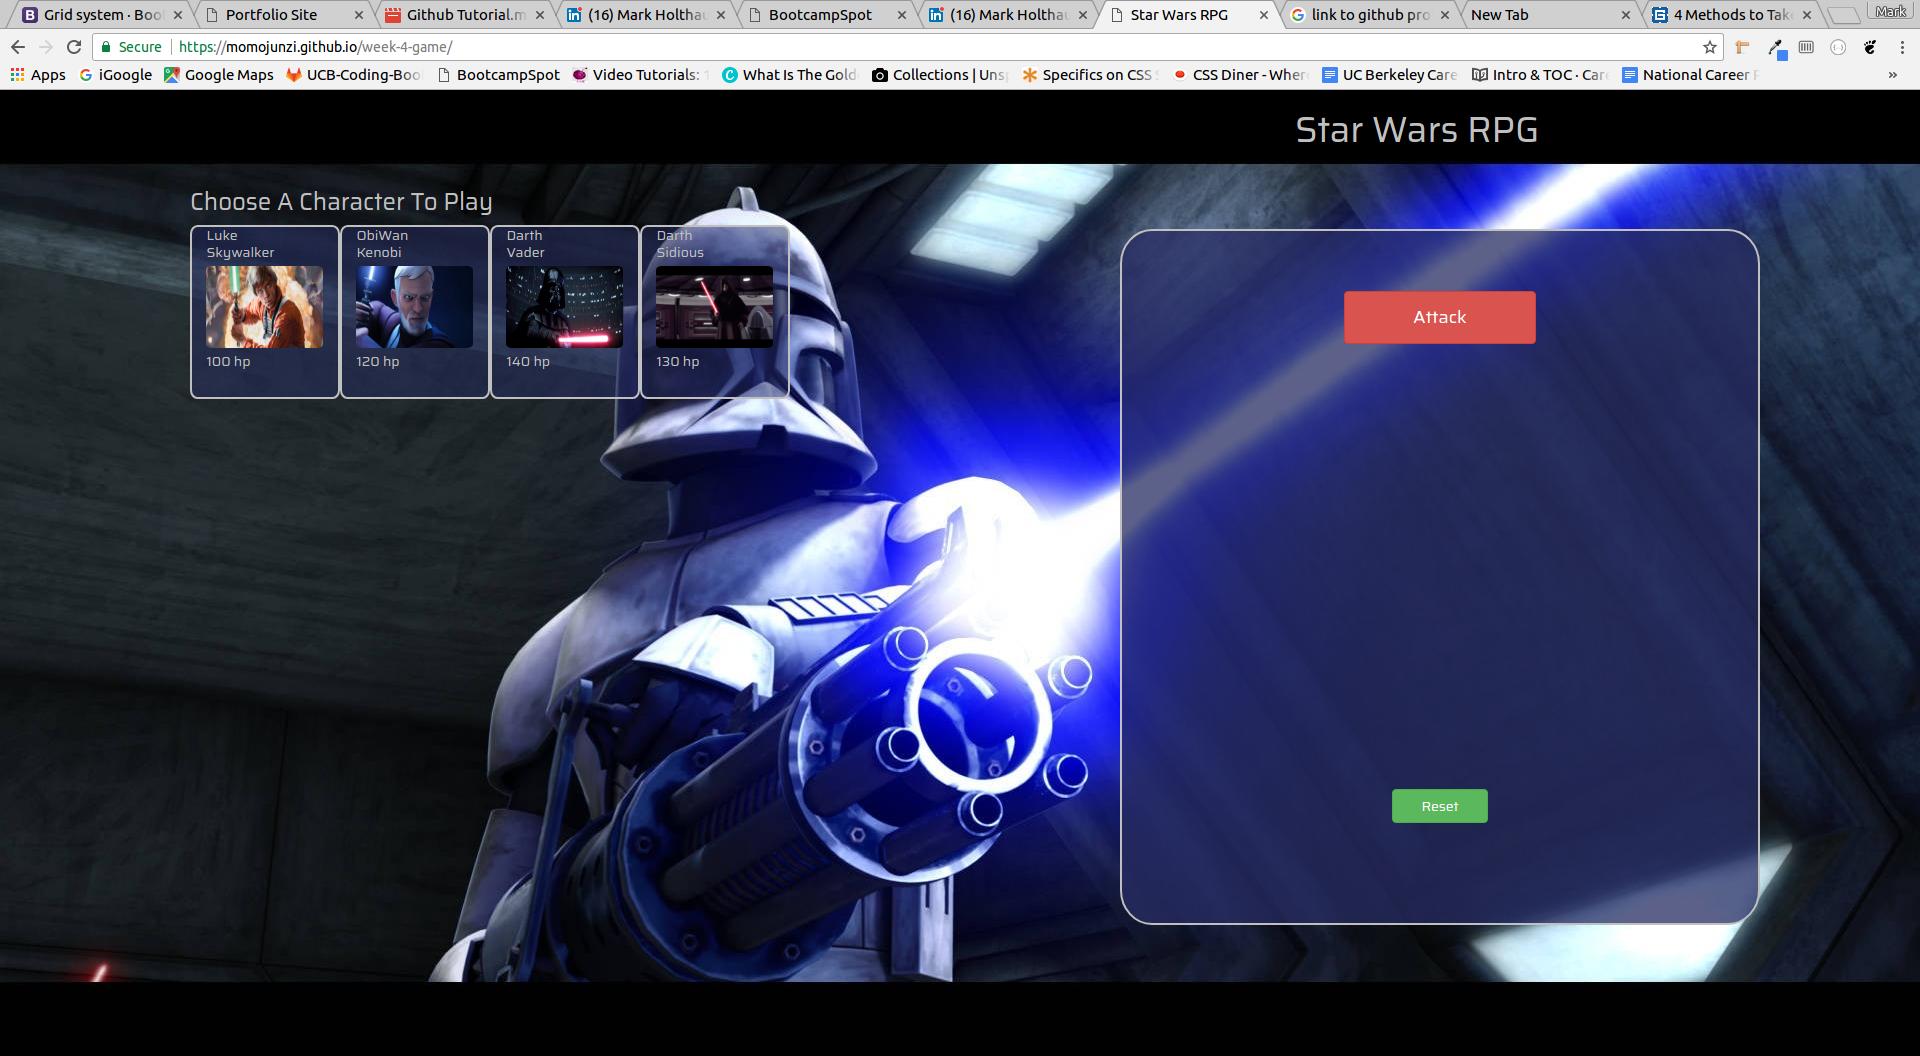 Grid system · Boo
Portfolio Site
Github Tutorial.m
(16) Mark Holthau
BootcampSpot
(16) Mark Holthau
Star Wars RPG
link to github pro
New Tab
4 Methods to Tak
Mark
Secure
https://momojunzi.github.io/week-4-game/
Apps
iGoogle
Google Maps
UCB-Coding-Boo
BootcampSpot
Video Tutorials:
What Is The Gold
Collections | Uns
Specifics on CSS
CSS Diner - Wher
UC Berkeley Care
Intro & TOC · Car
National Career
»
Star Wars RPG
Choose A Character To Play
Luke
Skywalker
100 hp
ObiWan
Kenobi
120 hp
Darth
Vader
140 hp
Darth
Sidious
130 hp
Attack
Reset